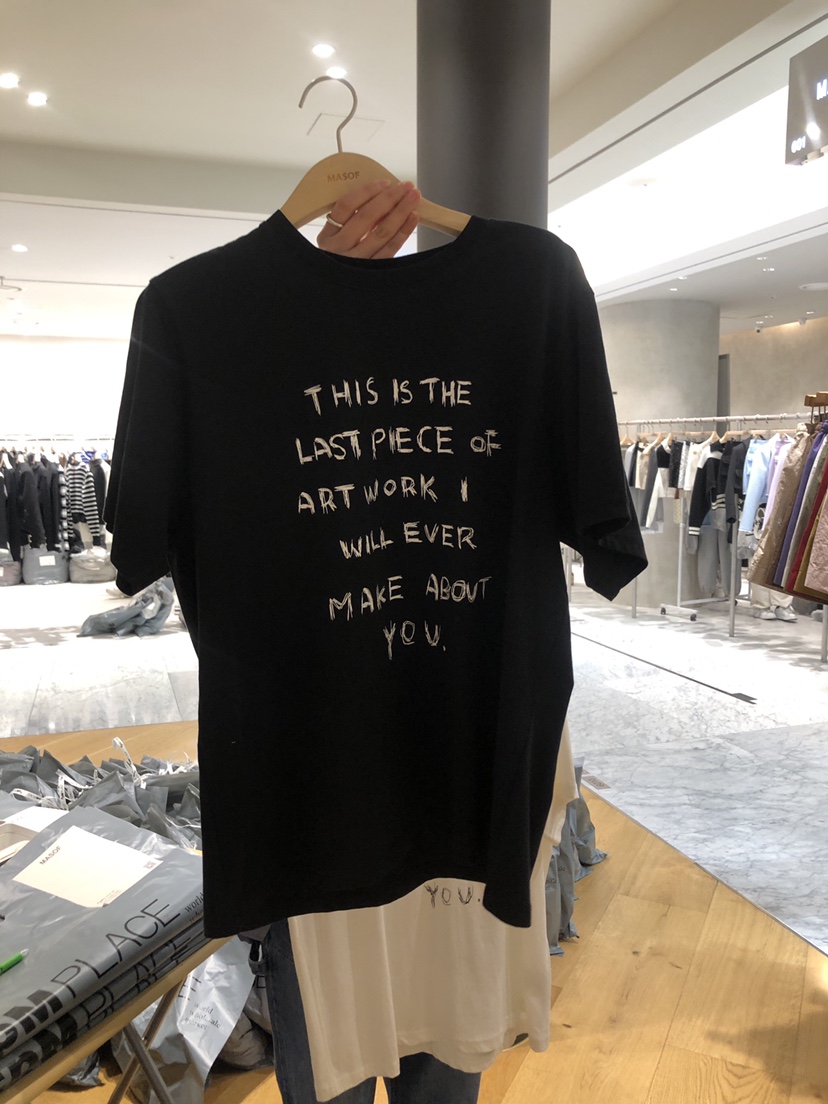 MASOF
THIS IS THE
LAST PIECE OF
ARTWORK I
WILL EVER
MAKE ABOUT
YOU.
YOU.
MASOF
PLACE